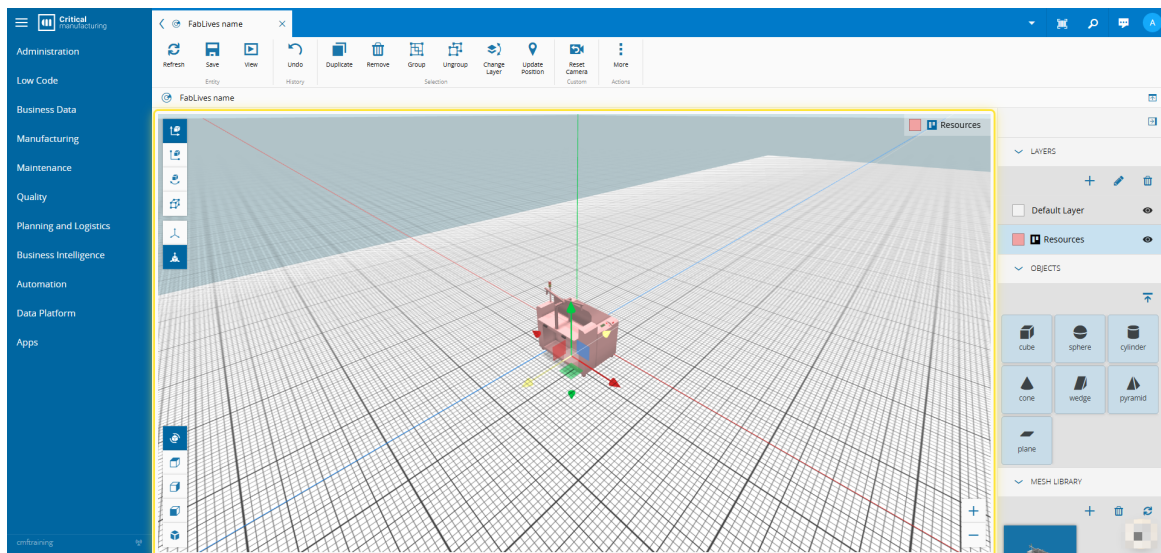 Critical
manufacturing
FabLives name
A
Administration
Low Code
Business Data
Manufacturing
Maintenance
Quality
Planning and Logistics
Business Intelligence
Automation
Data Platform
Apps
cmftraining
Refresh
Save
View
Undo
Duplicate
Remove
Group
Ungroup
Change
Layer
Update
Position
Reset
Camera
More
Entity
History
Selection
Custom
Actions
FabLives name
Resources
LAYERS
Default Layer
Resources
OBJECTS
cube
sphere
cylinder
cone
wedge
pyramid
plane
MESH LIBRARY